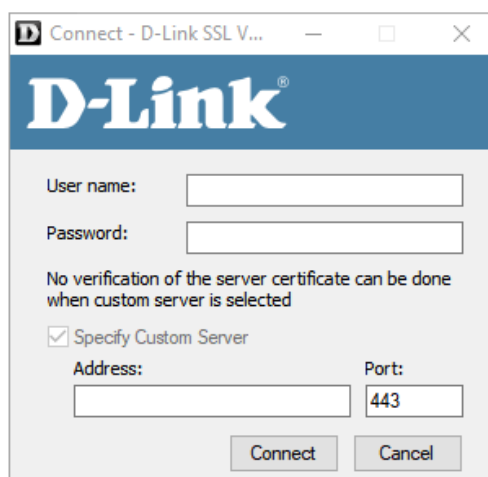 Connect - D-Link SSL V...
D-Link®
User name:
Password:
No verification of the server certificate can be done
when custom server is selected
Specify Custom Server
Address: Port:
443
Connect Cancel